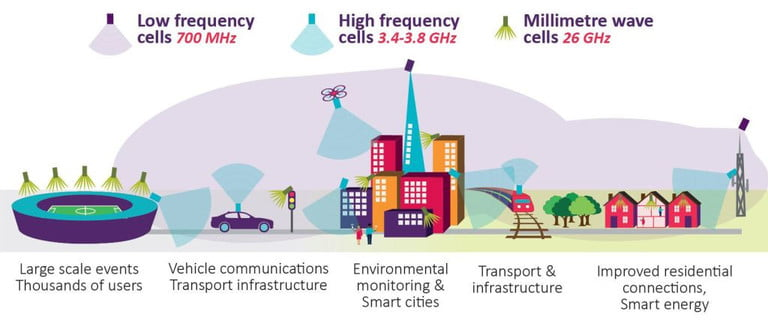 Low frequency
cells 700 MHz
High frequency
cells 3.4-3.8 GHz
Millimetre wave
cells 26 GHz
Large scale events
Thousands of users
Vehicle communications
Transport infrastructure
Environmental
monitoring &
Smart cities
Transport &
infrastructure
Improved residential
connections,
Smart energy